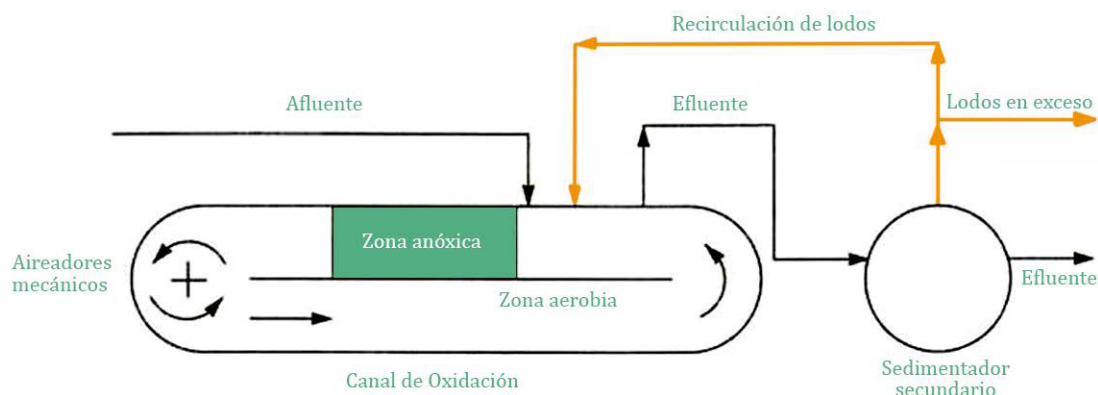 Recirculación de lodos
Afluente
Efluente
Lodos en exceso
Zona anóxica
Aireadores
mecánicos
Zona aerobia
Efluente
Canal de Oxidación
Sedimentador
secundario